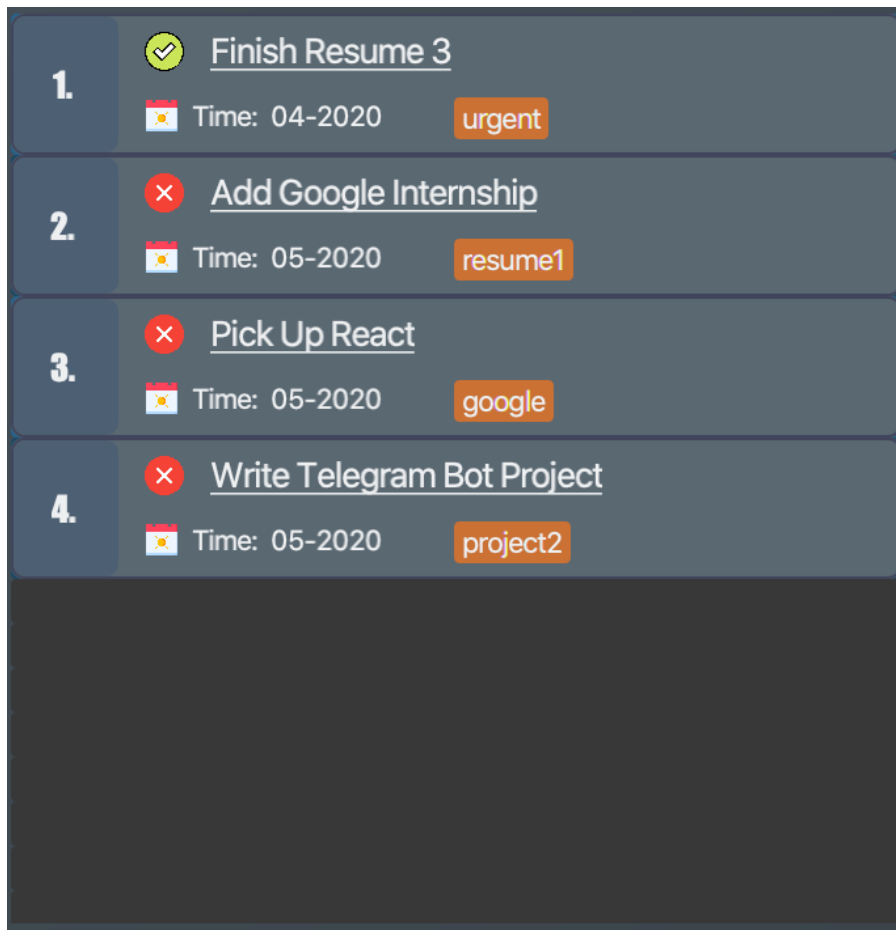 1.
Finish Resume 3
Time: 04-2020 urgent
2.
Add Google Internship
Time: 05-2020 resume1
3.
Pick Up React
Time: 05-2020 google
4.
Write Telegram Bot Project
Time: 05-2020 project2